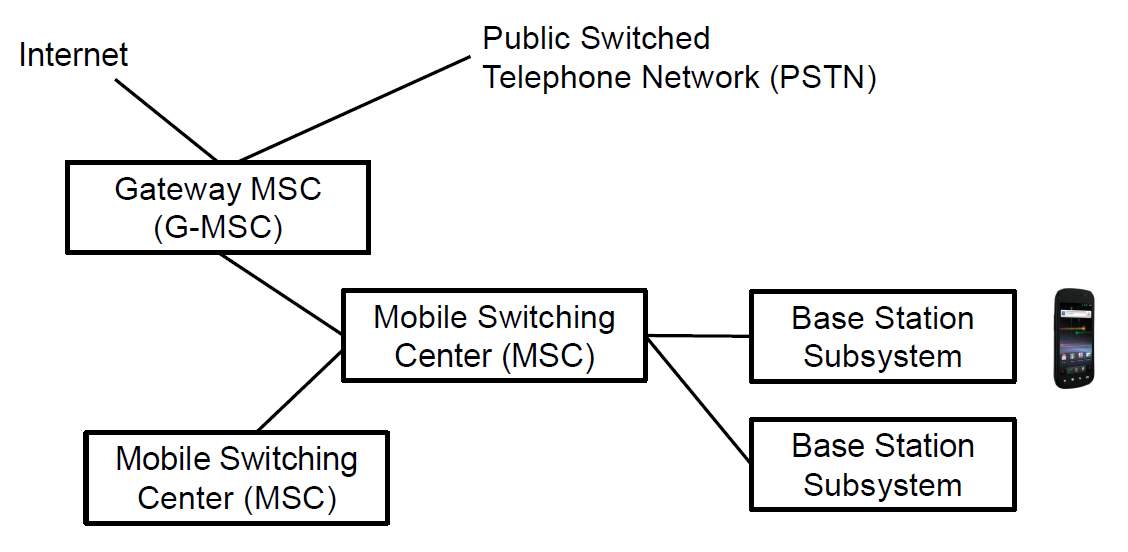 Internet
Public Switched
Telephone Network (PSTN)
Gateway MSC
(G-MSC)
Mobile Switching
Center (MSC)
Base Station
Subsystem
Mobile Switching
Center (MSC)
Base Station
Subsystem